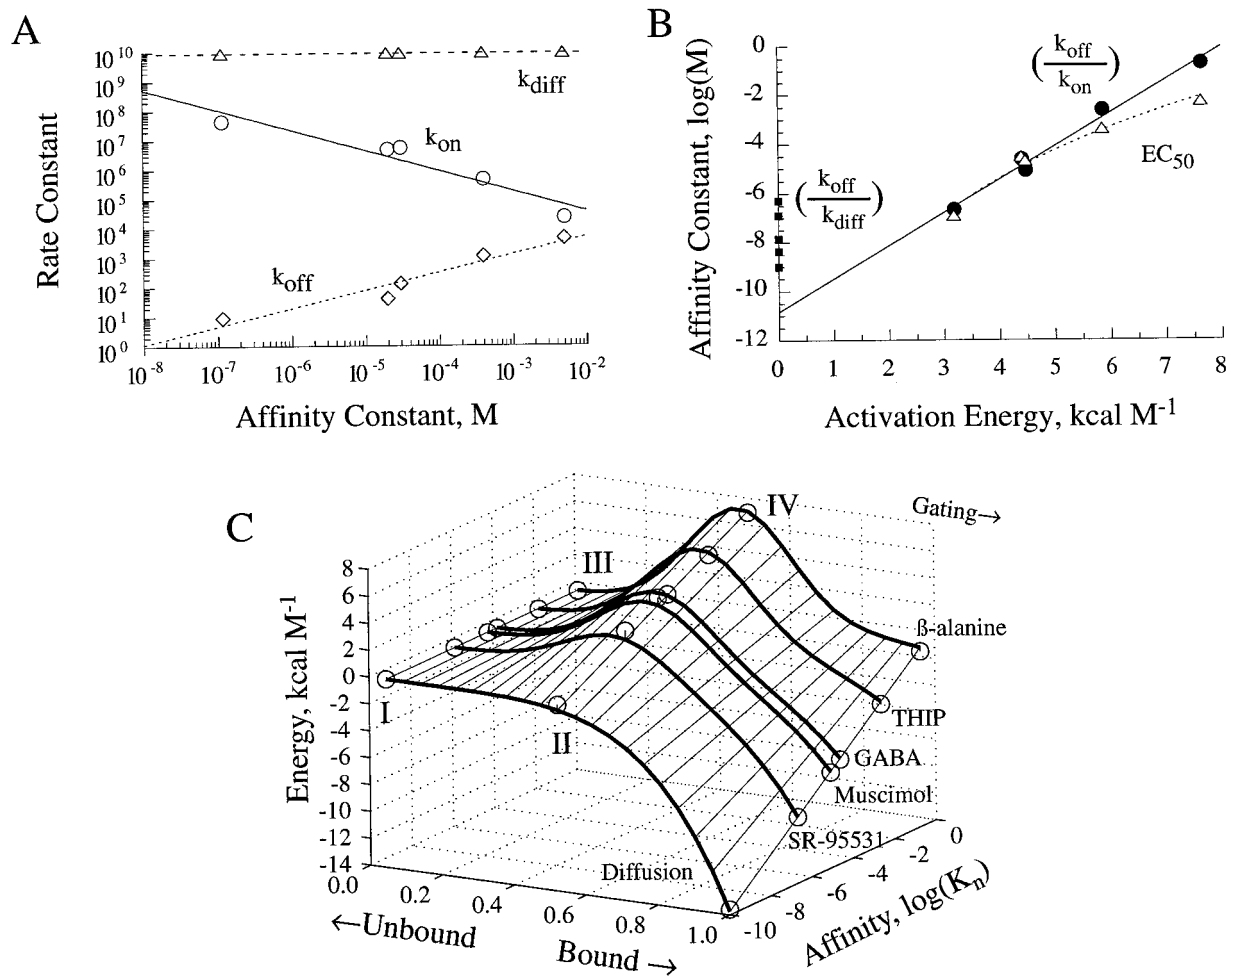 A
Rate Constant
10^10
10^9
10^8
10^7
10^6
10^5
10^4
10^3
10^2
10^1
10^0
k_diff
k_on
k_off
10^-8
10^-7
10^-6
10^-5
10^-4
10^-3
10^-2
Affinity Constant, M
B
Affinity Constant, log(M)
0
-2
-4
-6
-8
-10
-12
(k_off/k_on)
EC_50
(k_off/k_diff)
0 1 2 3 4 5 6 7 8
Activation Energy, kcal M^-1
C
Energy, kcal M^-1
8
6
4
2
0
-2
-4
-6
-8
-10
-12
-14
I
II
III
IV
Gating→
ß-alanine
THIP
GABA
Muscimol
SR-95531
Diffusion
0.0
0.2
0.4
0.6
0.8
1.0
←Unbound
Bound →
-10
-8
-6
-4
-2
0
Affinity, log(K_n)